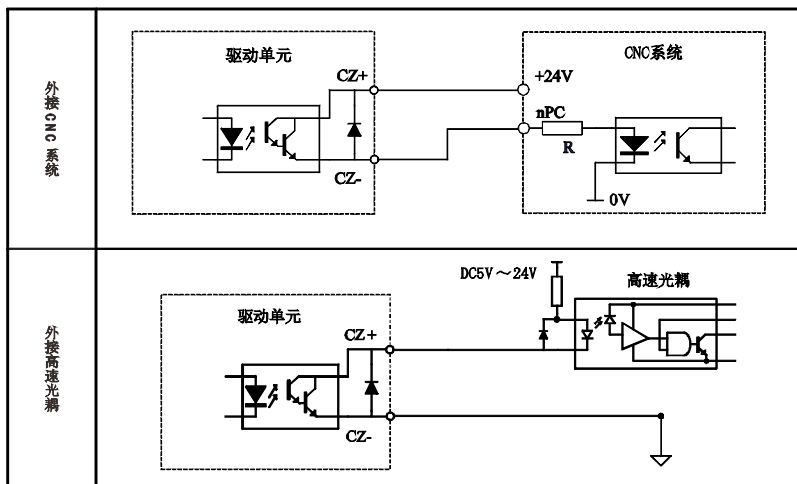 外接CNC系统
驱动单元
CZ+
CZ-
CNC系统
+24V
nPC
R
0V
外接高速光耦
驱动单元
CZ+
CZ-
DC5V～24V
高速光耦